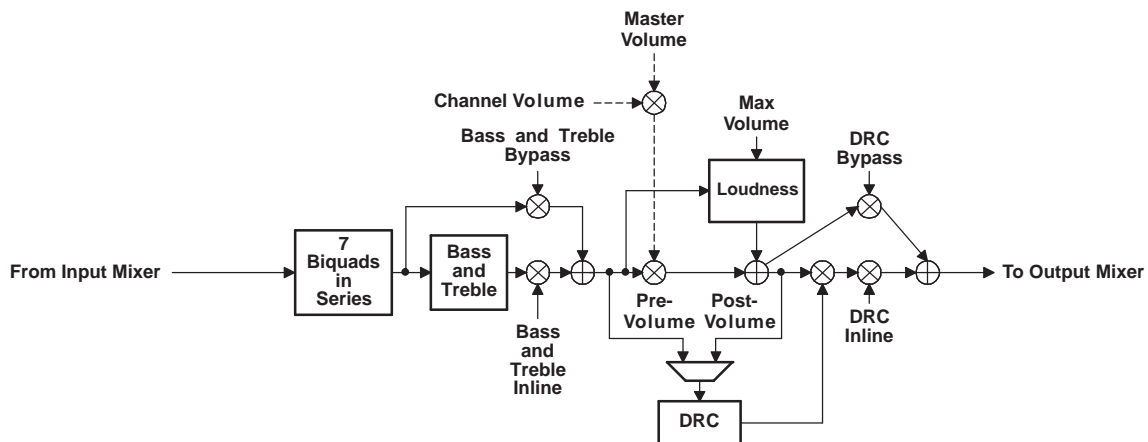 Master
Volume
Channel Volume
Max
Volume
Bass and Treble
Bypass
DRC
Bypass
Loudness
7
Biquads
in
Series
Bass
and
Treble
From Input Mixer
To Output Mixer
Pre-
Volume
Post-
Volume
DRC
Inline
Bass
and
Treble
Inline
DRC